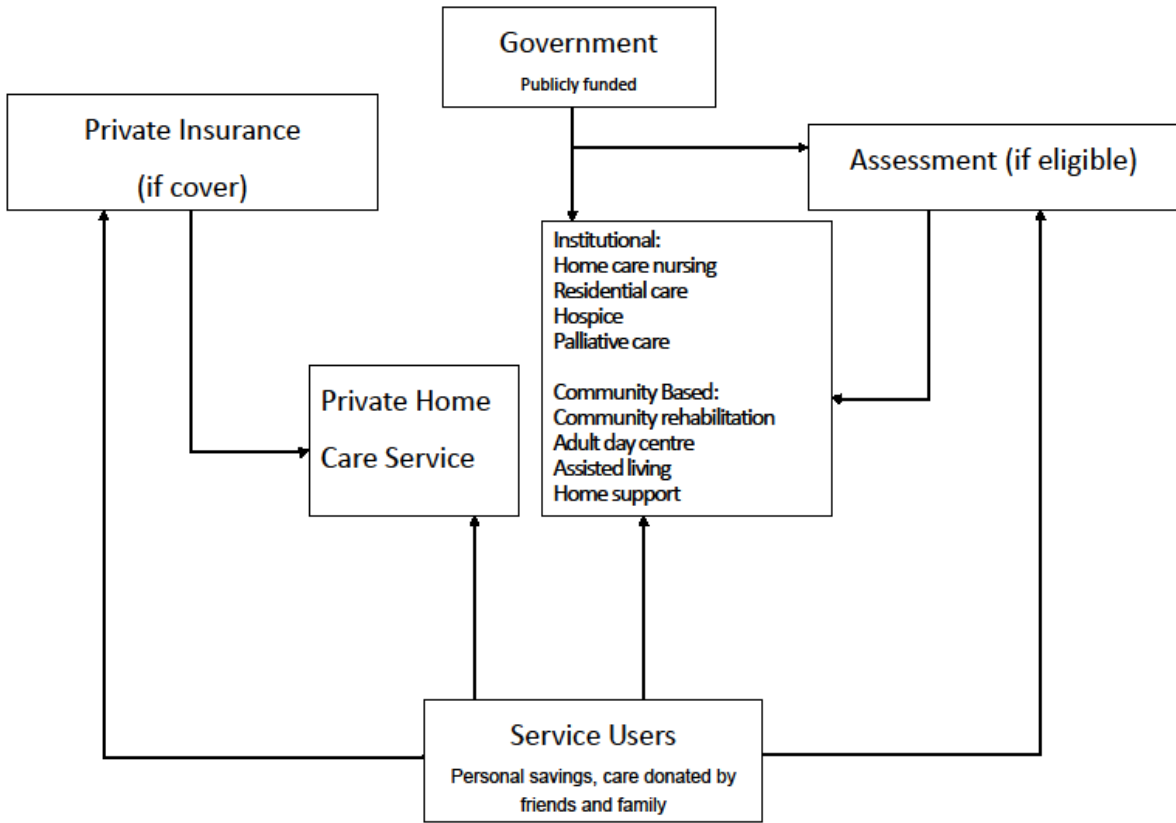 Government
Publicly funded
Private Insurance
(if cover)
Assessment (if eligible)
Institutional:
Home care nursing
Residential care
Hospice
Palliative care
Community Based:
Community rehabilitation
Adult day centre
Assisted living
Home support
Private Home
Care Service
Service Users
Personal savings, care donated by
friends and family